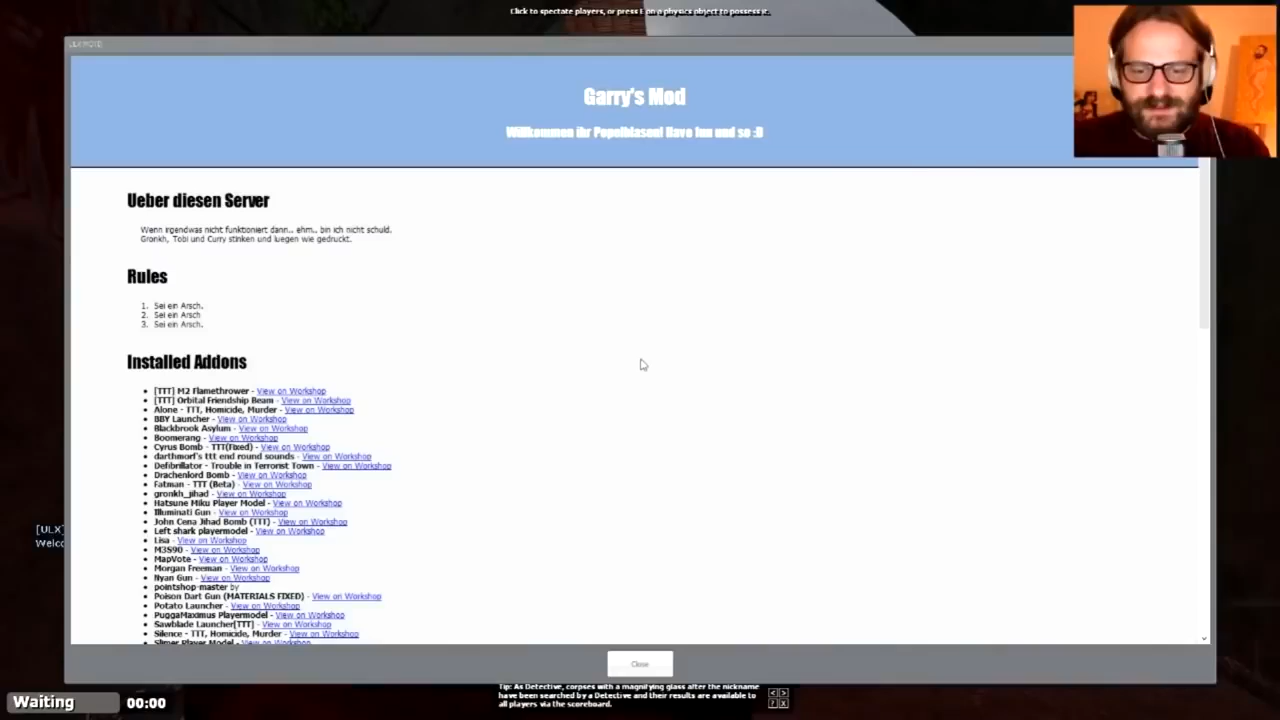 Click to spectate players, or press E on a physics object to possess it.
ULX MOTD
Garry's Mod
Willkommen ihr Popelblasen! Have fun und so :D
Ueber diesen Server
Wenn irgendwas nicht funktioniert dann.. ehm.. bin ich nicht schuld.
Gronkh, Tobi und Curry stinken und luegen wie gedruckt.
Rules
1. Sei ein Arsch.
2. Sei ein Arsch
3. Sei ein Arsch.
Installed Addons
[TTT] M2 Flamethrower - View on Workshop
[TTT] Orbital Friendship Beam - View on Workshop
Alone - TTT, Homicide, Murder - View on Workshop
BBY Launcher - View on Workshop
Blackbrook Asylum - View on Workshop
Boomerang - View on Workshop
Cyrus Bomb - TTT(Fixed) - View on Workshop
darthmorf's ttt end round sounds - View on Workshop
Defibrillator - Trouble in Terrorist Town - View on Workshop
Drachenlord Bomb - View on Workshop
Fatman - TTT (Beta) - View on Workshop
gronkh_jihad - View on Workshop
Hatsune Miku Player Model - View on Workshop
Illuminati Gun - View on Workshop
John Cena Jihad Bomb (TTT) - View on Workshop
Left shark playermodel - View on Workshop
Lisa - View on Workshop
M3S90 - View on Workshop
MapVote - View on Workshop
Morgan Freeman - View on Workshop
Nyan Gun - View on Workshop
pointshop-master by
Poison Dart Gun (MATERIALS FIXED) - View on Workshop
Potato Launcher - View on Workshop
PuggaMaximus Playermodel - View on Workshop
Sawblade Launcher[TTT] - View on Workshop
Silence - TTT, Homicide, Murder - View on Workshop
Slimer Player Model - View on Workshop
[ULX]
Welco
Close
Waiting 00:00
Tip: As Detective, corpses with a magnifying glass after the nickname
have been searched by a Detective and their results are available to
all players via the scoreboard.